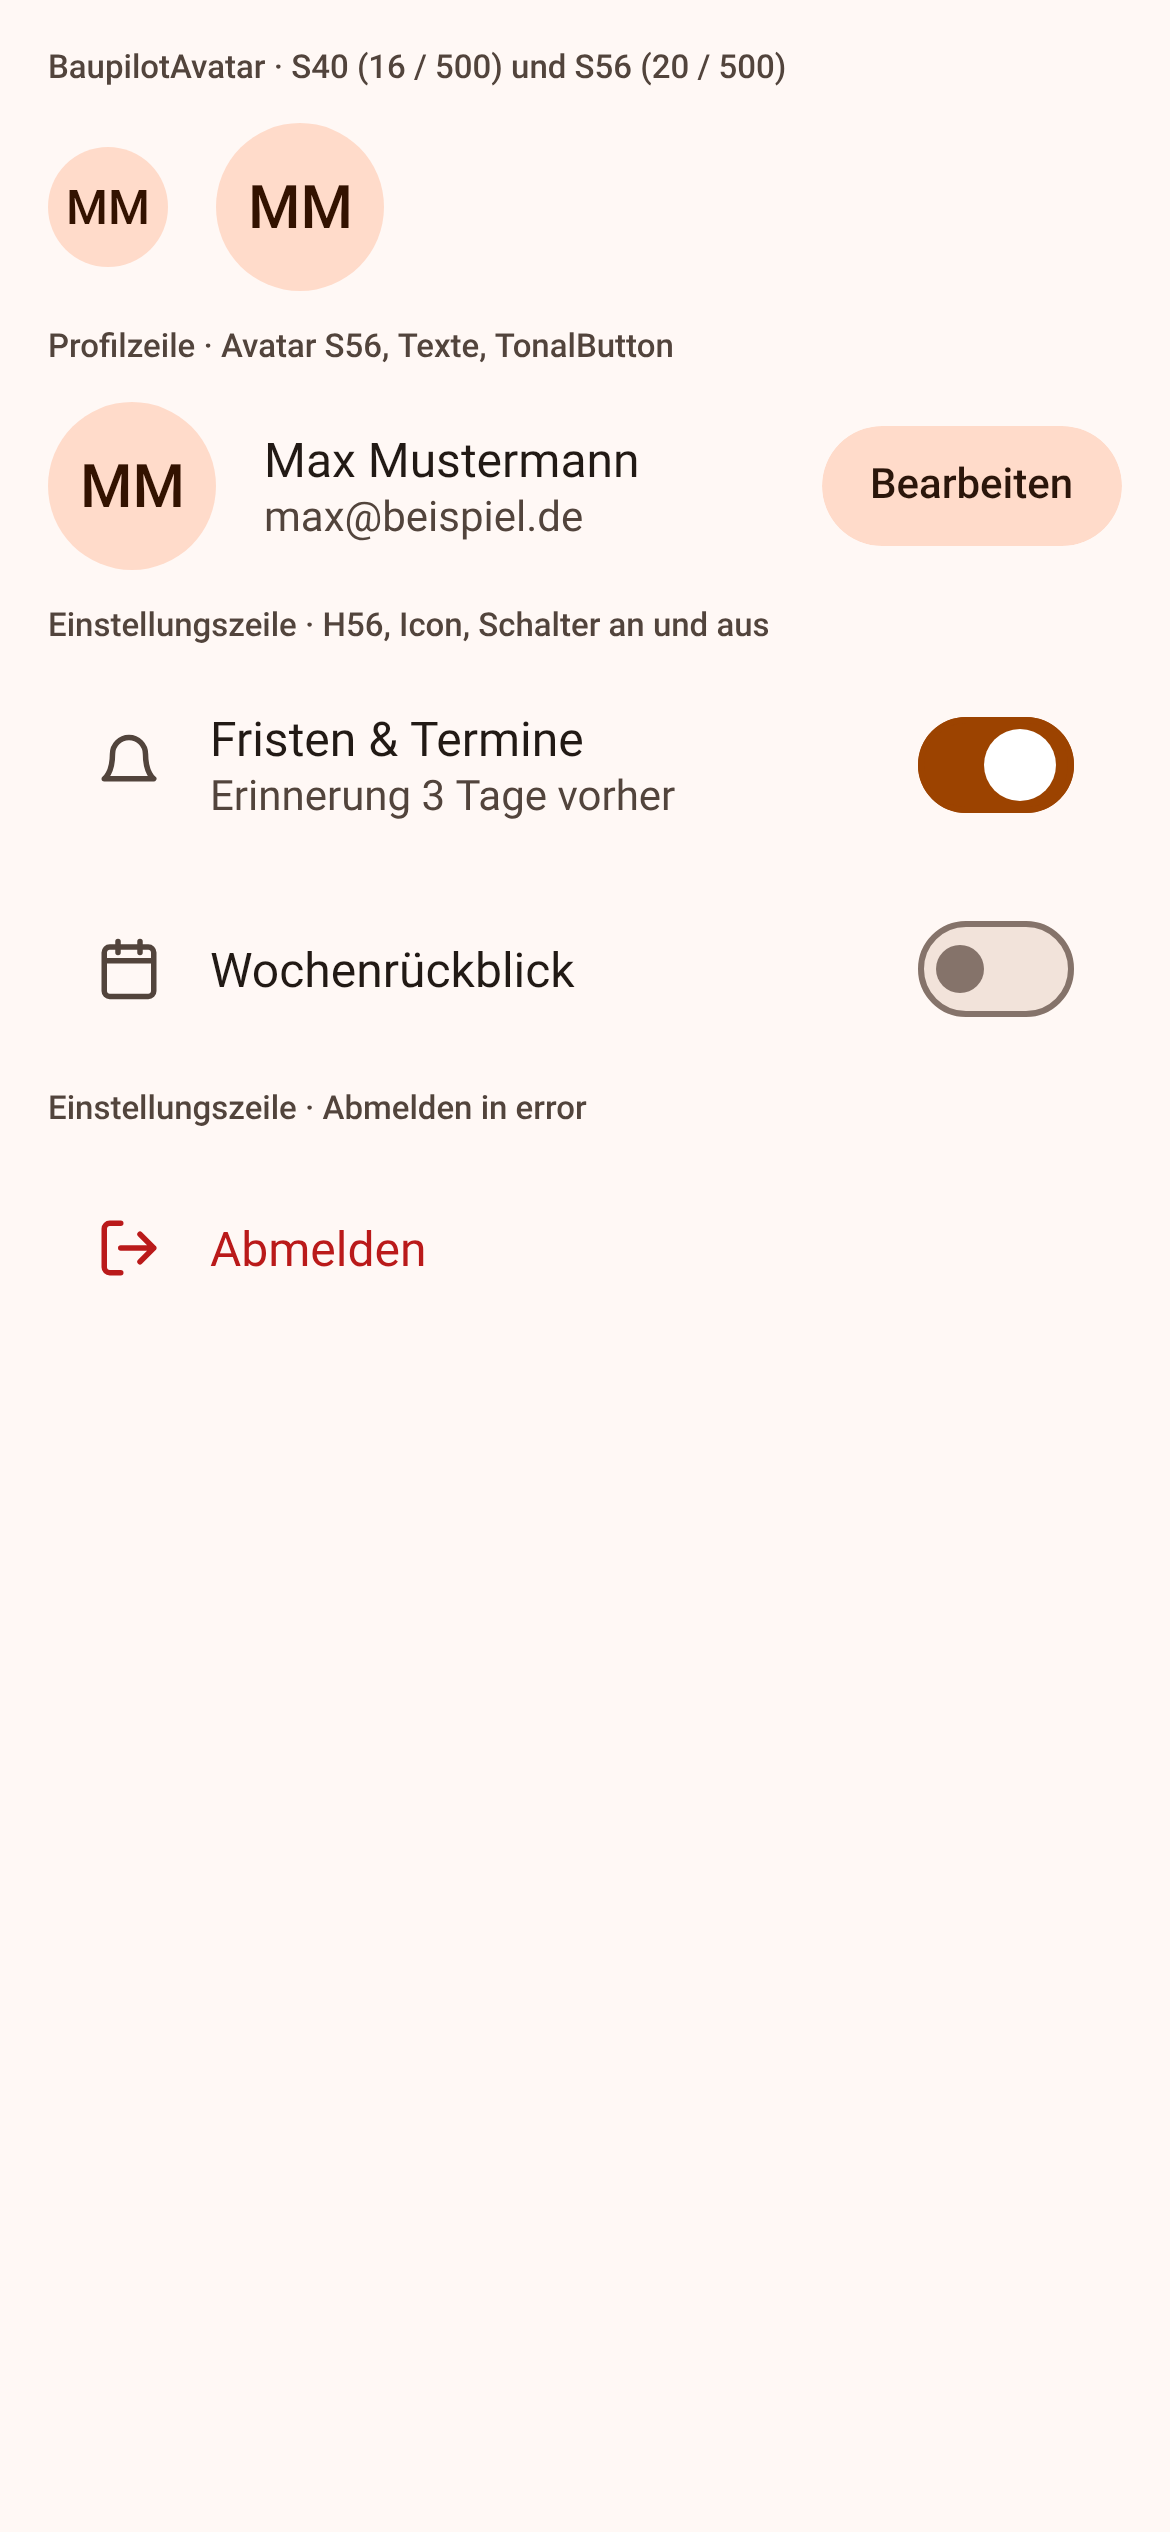 BaupilotAvatar · S40 (16 / 500) und S56 (20 / 500)
MM MM
Profilzeile · Avatar S56, Texte, TonalButton
MM
Max Mustermann
max@beispiel.de
Bearbeiten
Einstellungszeile · H56, Icon, Schalter an und aus
Fristen & Termine
Erinnerung 3 Tage vorher
Wochenrückblick
Einstellungszeile · Abmelden in error
Abmelden